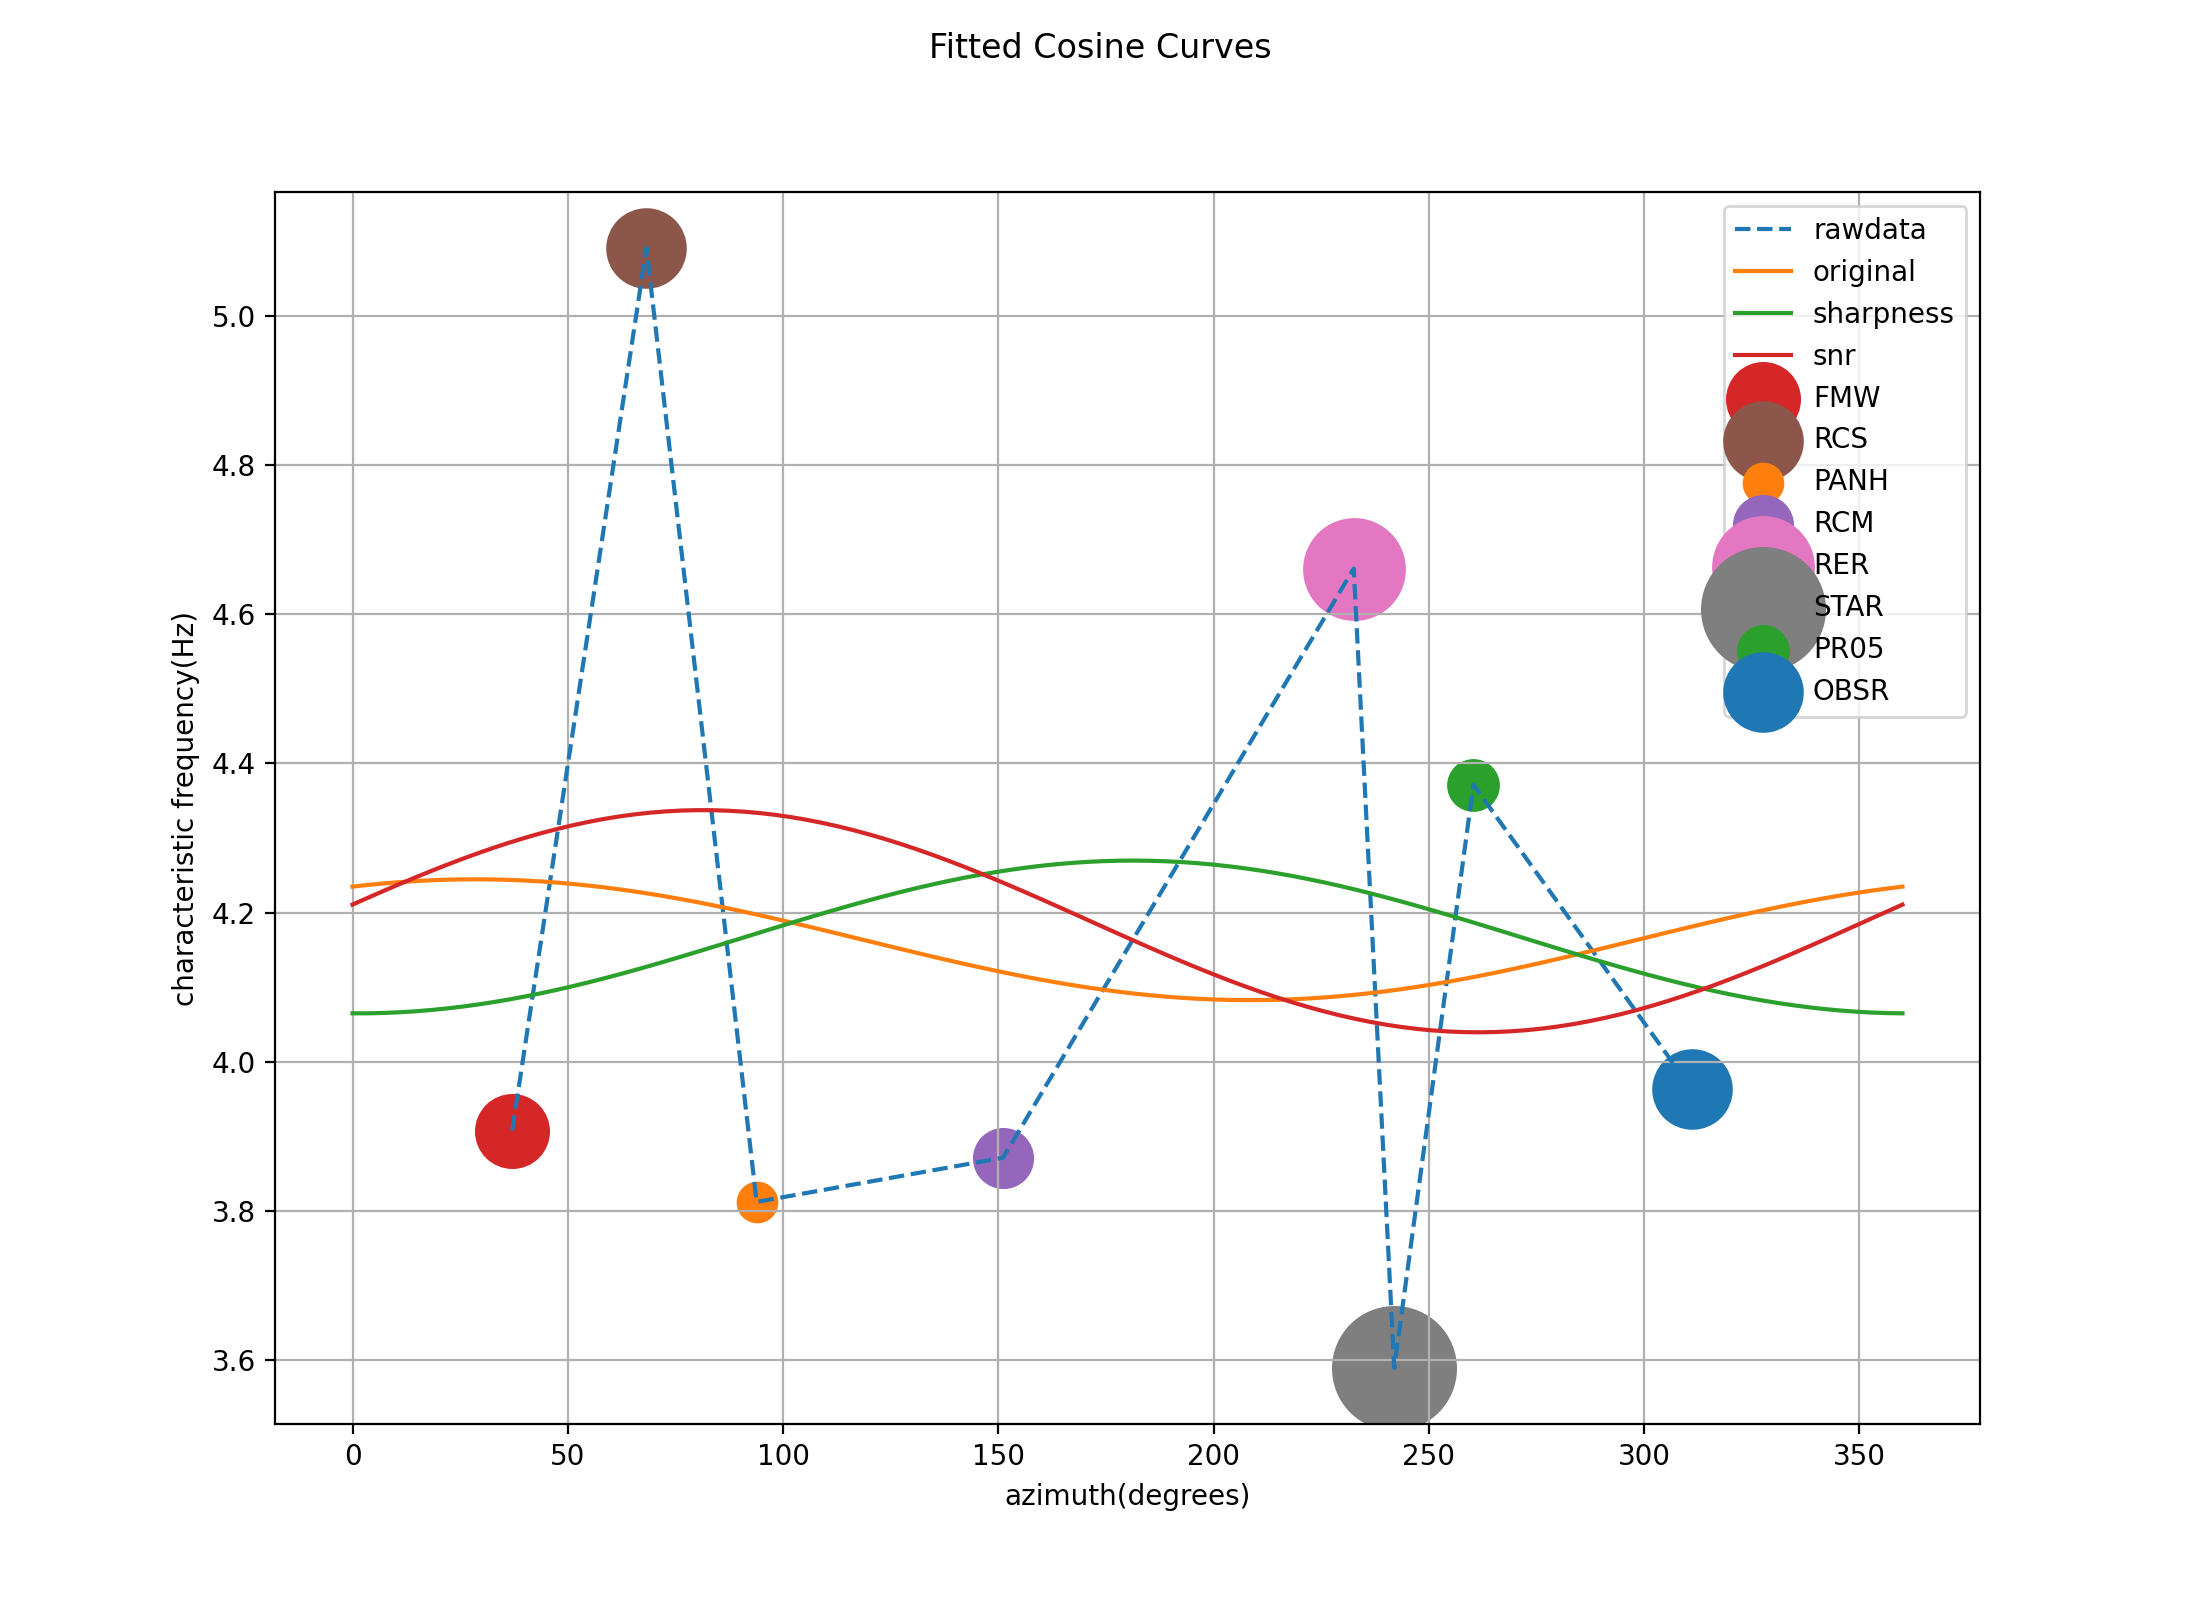 Fitted Cosine Curves
characteristic frequency(Hz)
5.0
4.8
4.6
4.4
4.2
4.0
3.8
3.6
0 50 100 150 200 250 300 350
azimuth(degrees)
rawdata
original
sharpness
snr
FMW
RCS
PANH
RCM
RER
STAR
PR05
OBSR